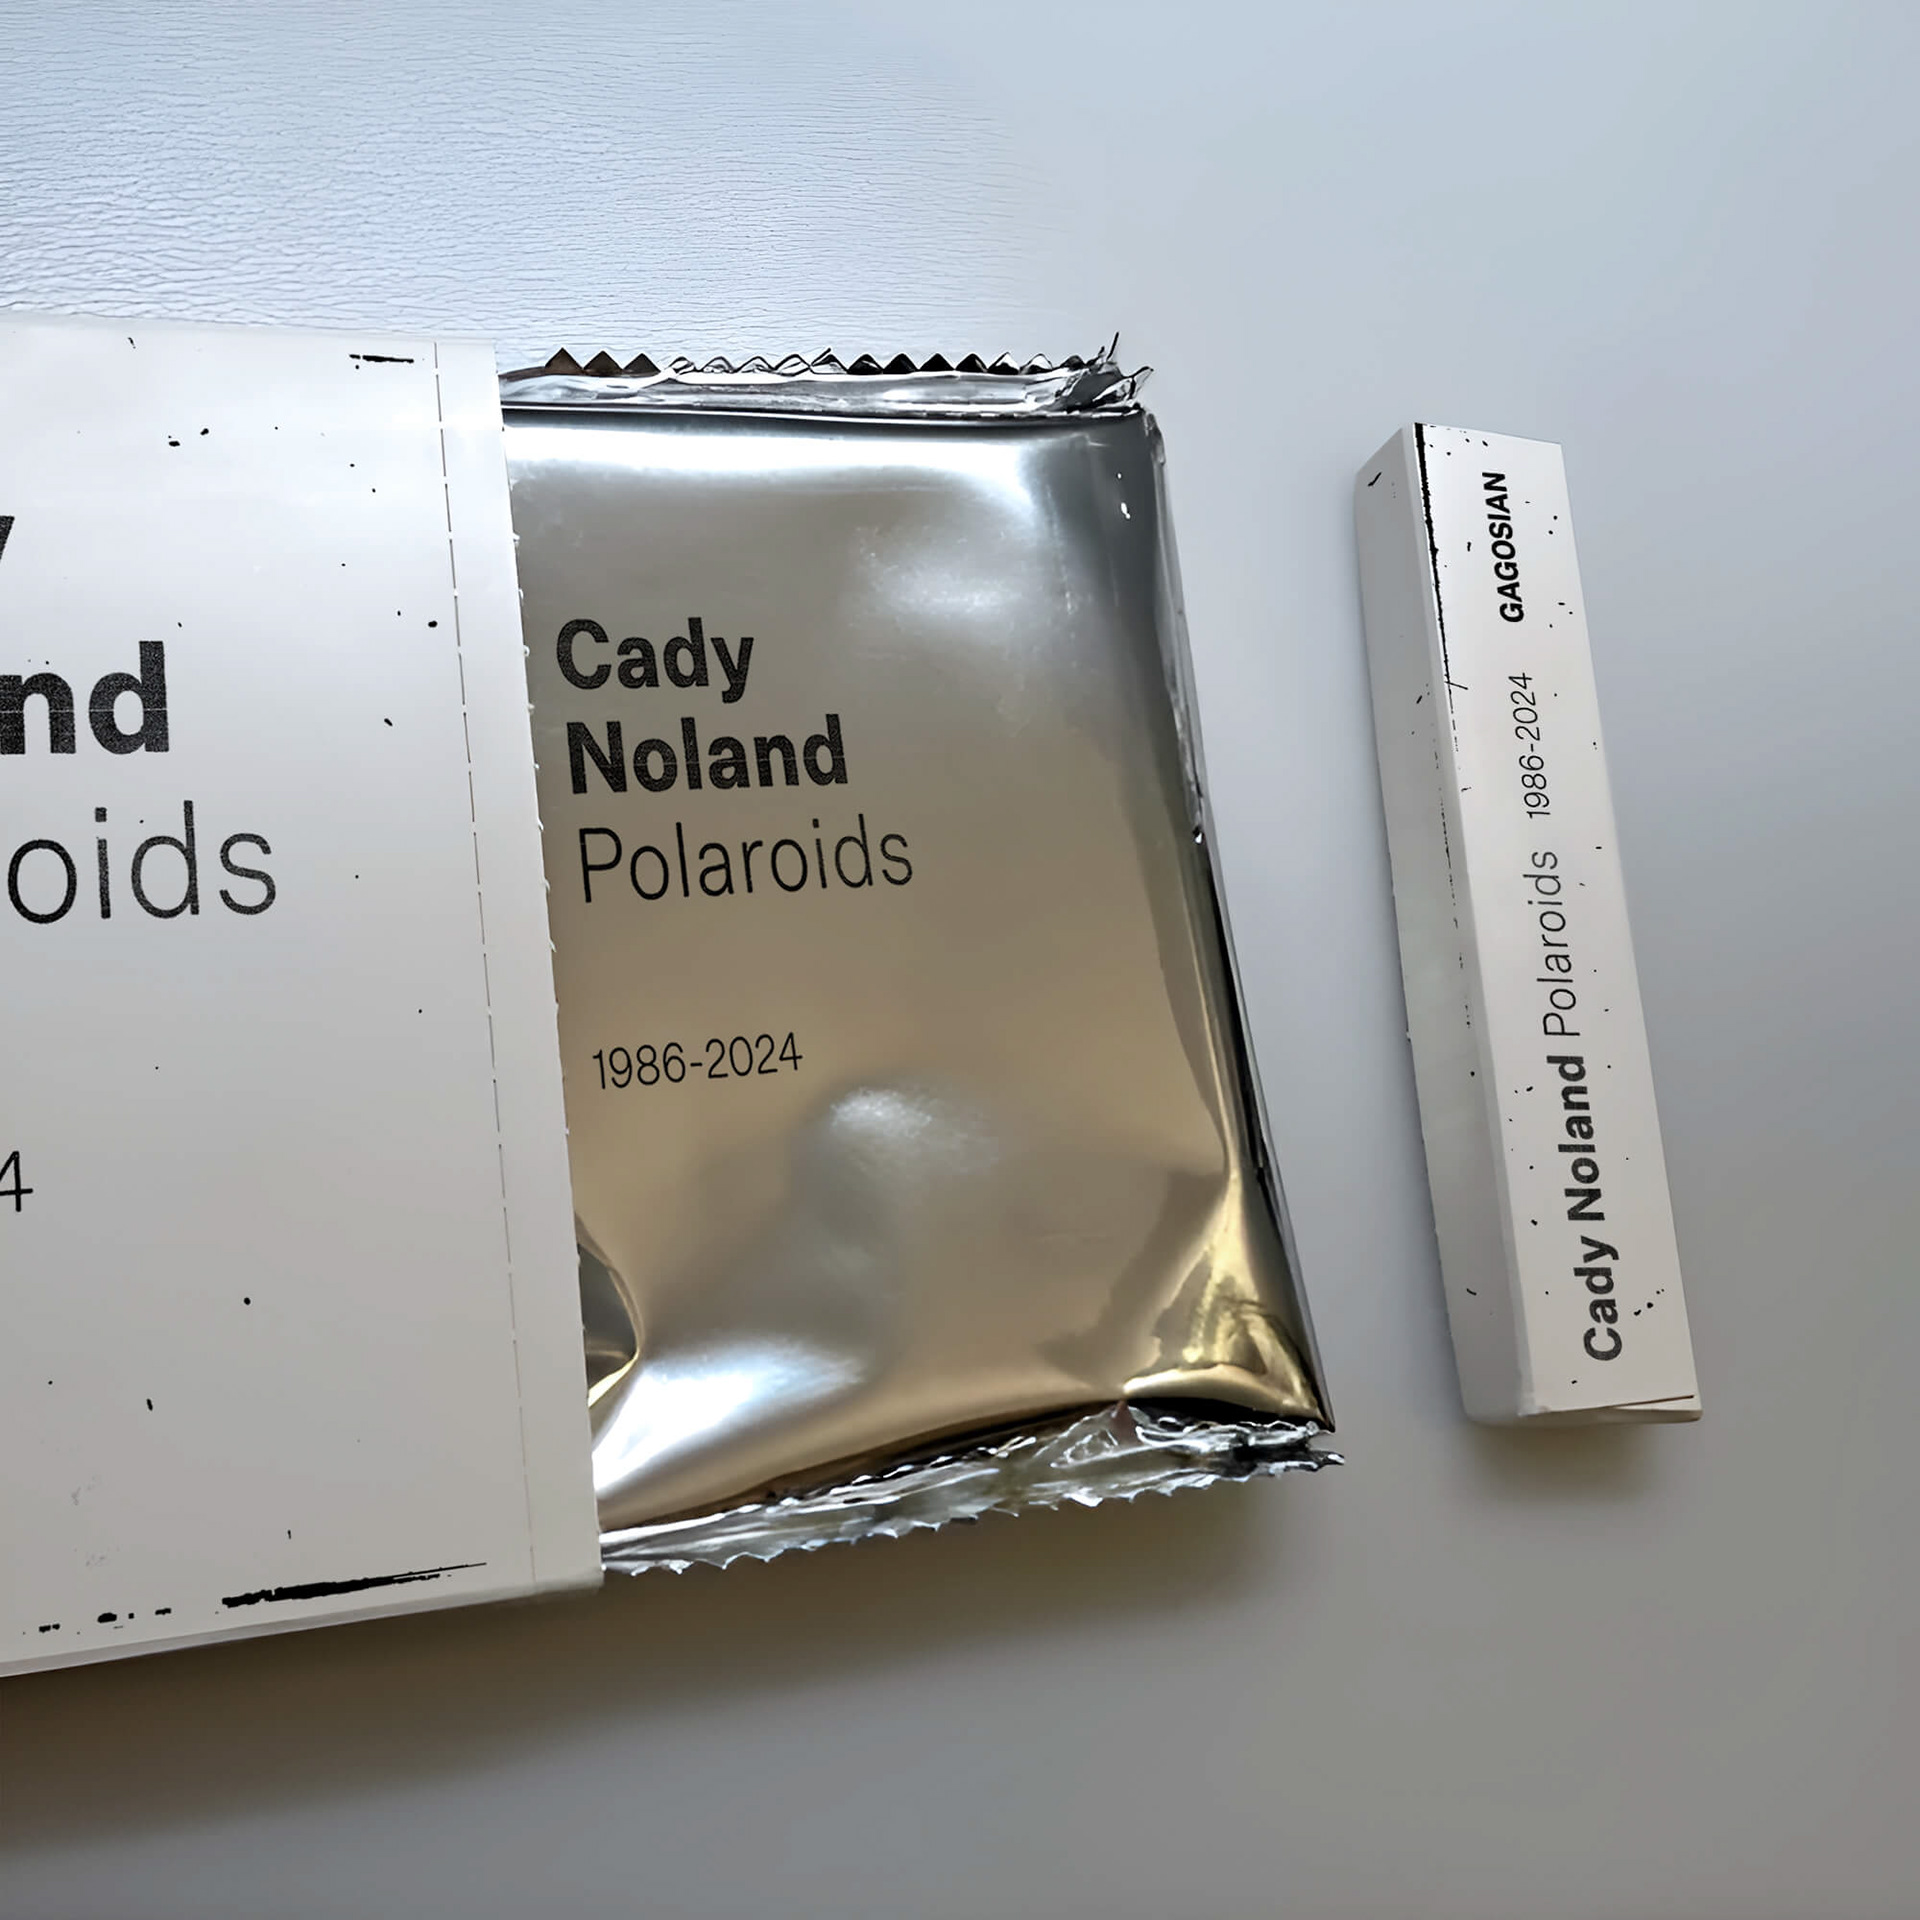 nd
oids
4
Cady
Noland
Polaroids
1986-2024
Cady Noland Polaroids 1986-2024 GAGOSIAN